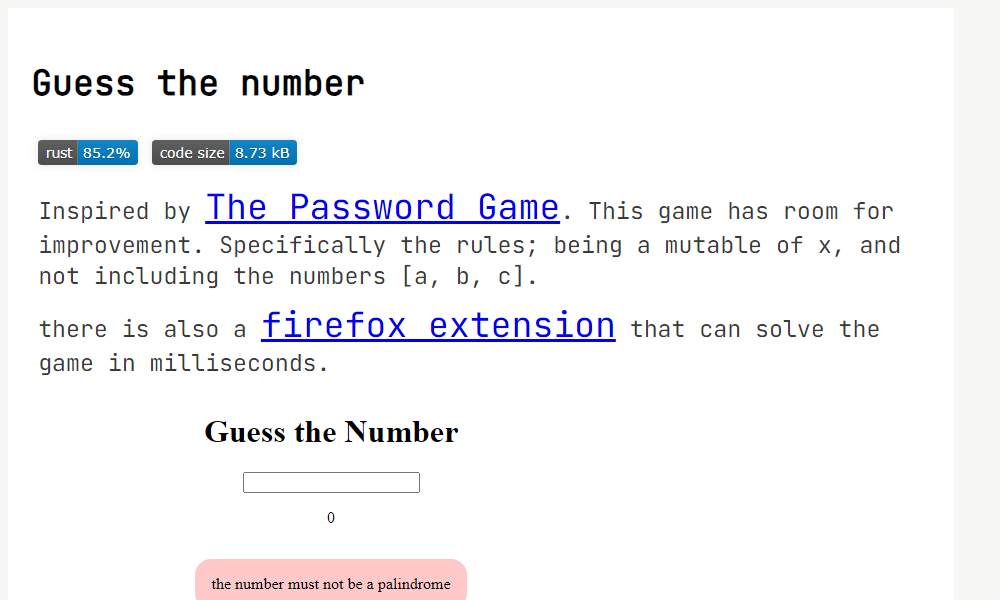 Guess the number
rust 85.2% code size 8.73 kB
Inspired by The Password Game. This game has room for
improvement. Specifically the rules; being a mutable of x, and
not including the numbers [a, b, c].
there is also a firefox extension that can solve the
game in milliseconds.
Guess the Number
0
the number must not be a palindrome